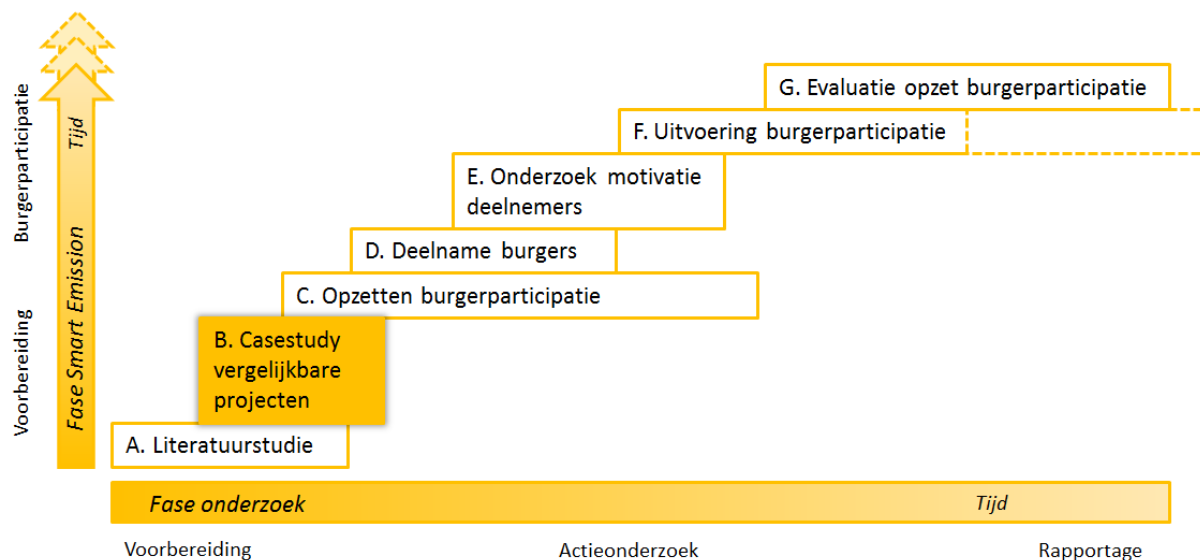 G. Evaluatie opzet burgerparticipatie
F. Uitvoering burgerparticipatie
E. Onderzoek motivatie
deelnemers
D. Deelname burgers
C. Opzetten burgerparticipatie
B. Casestudy
vergelijkbare
projecten
A. Literatuurstudie
Burgerparticipatie
Voorbereiding
Tijd
Fase Smart Emission
Fase onderzoek
Tijd
Voorbereiding
Actieonderzoek
Rapportage